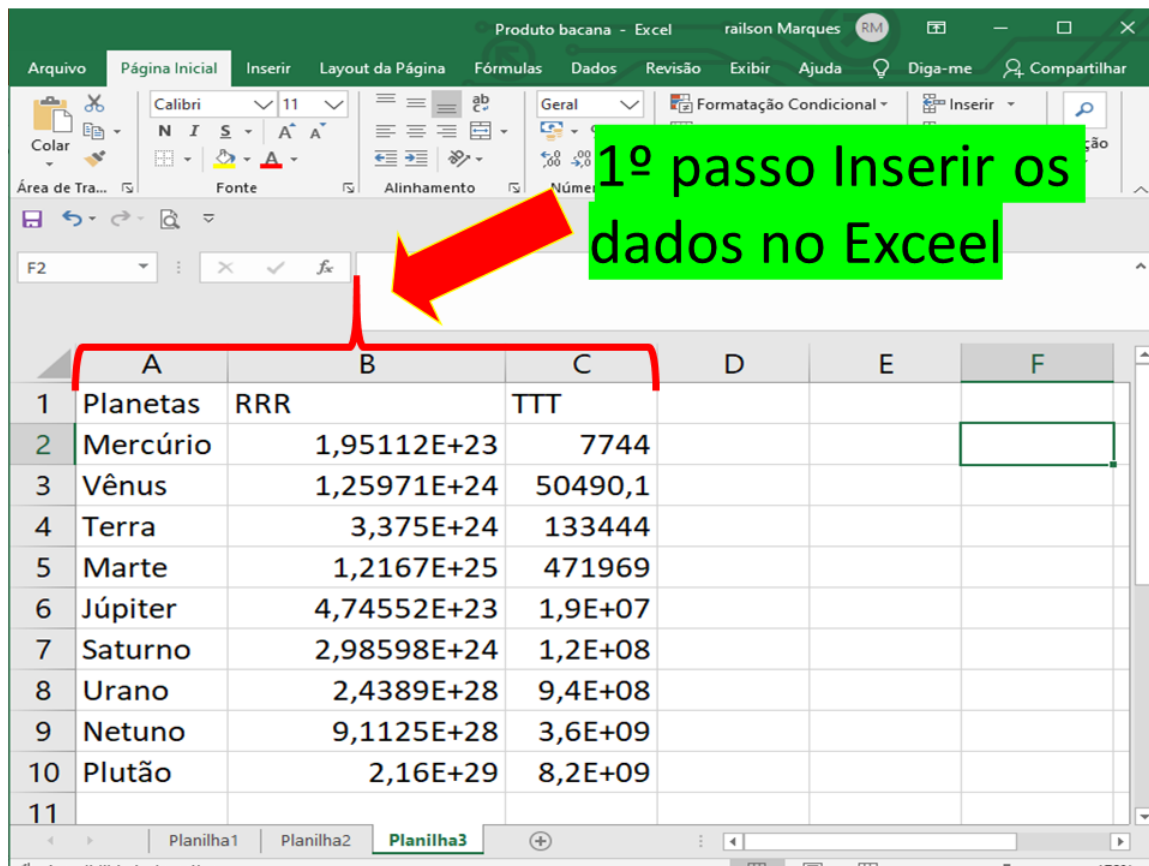 Produto bacana - Excel railson Marques RM
Arquivo Página Inicial Inserir Layout da Página Fórmulas Dados Revisão Exibir Ajuda Diga-me Compartilhar
Calibri 11 Geral Formatação Condicional Inserir
N I S A A
Colar
A
Área de Tra... Fonte Alinhamento
1º passo Inserir os
dados no Exceel
F2 fx
A B C D E F
1 Planetas RRR TTT
2 Mercúrio 1,95112E+23 7744
3 Vênus 1,25971E+24 50490,1
4 Terra 3,375E+24 133444
5 Marte 1,2167E+25 471969
6 Júpiter 4,74552E+23 1,9E+07
7 Saturno 2,98598E+24 1,2E+08
8 Urano 2,4389E+28 9,4E+08
9 Netuno 9,1125E+28 3,6E+09
10 Plutão 2,16E+29 8,2E+09
11
Planilha1 Planilha2 Planilha3